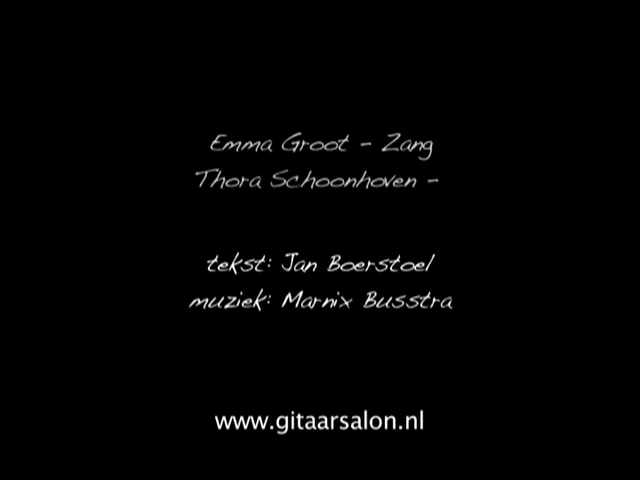 Emma Groot - Zang
Thora Schoonhoven -
tekst: Jan Boerstoel
muziek: Marnix Busstra
www.gitaarsalon.nl